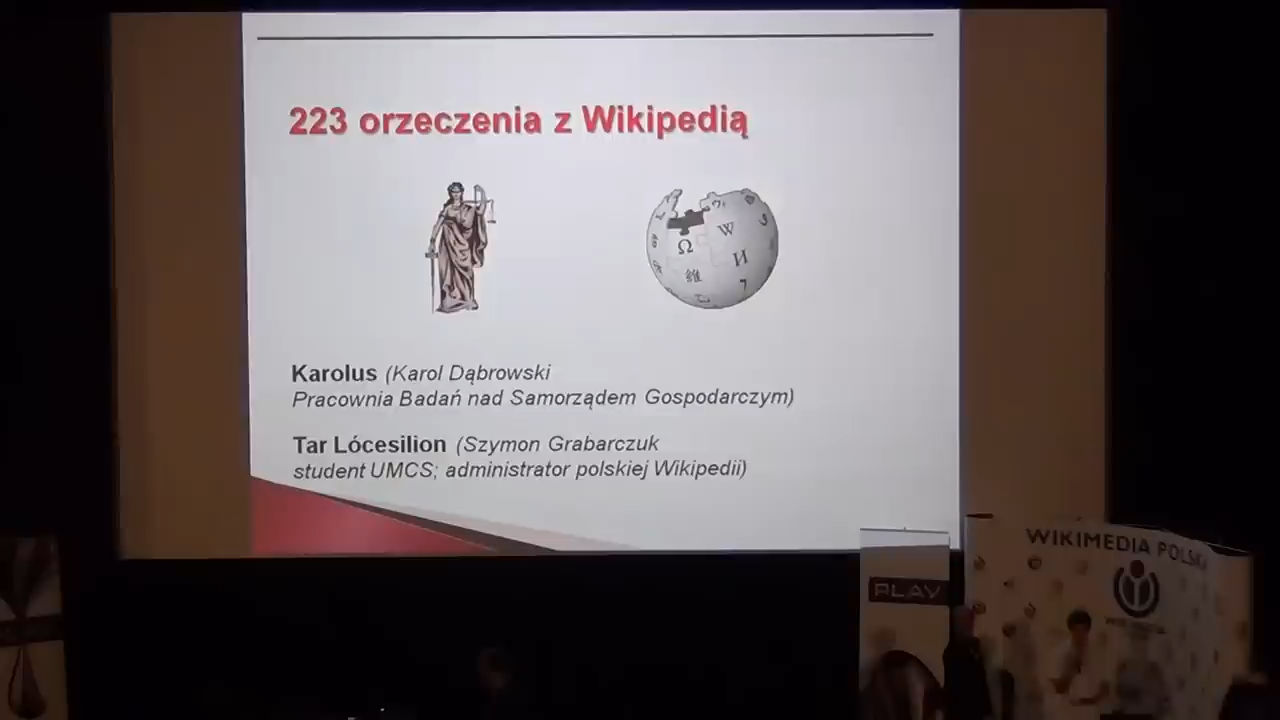 223 orzeczenia z Wikipedią
Ω
W
И
維
Karolus (Karol Dąbrowski
Pracownia Badań nad Samorządem Gospodarczym)
Tar Lócesilion (Szymon Grabarczuk
student UMCS; administrator polskiej Wikipedii)
PLAY
WIKIMEDIA POLSKA